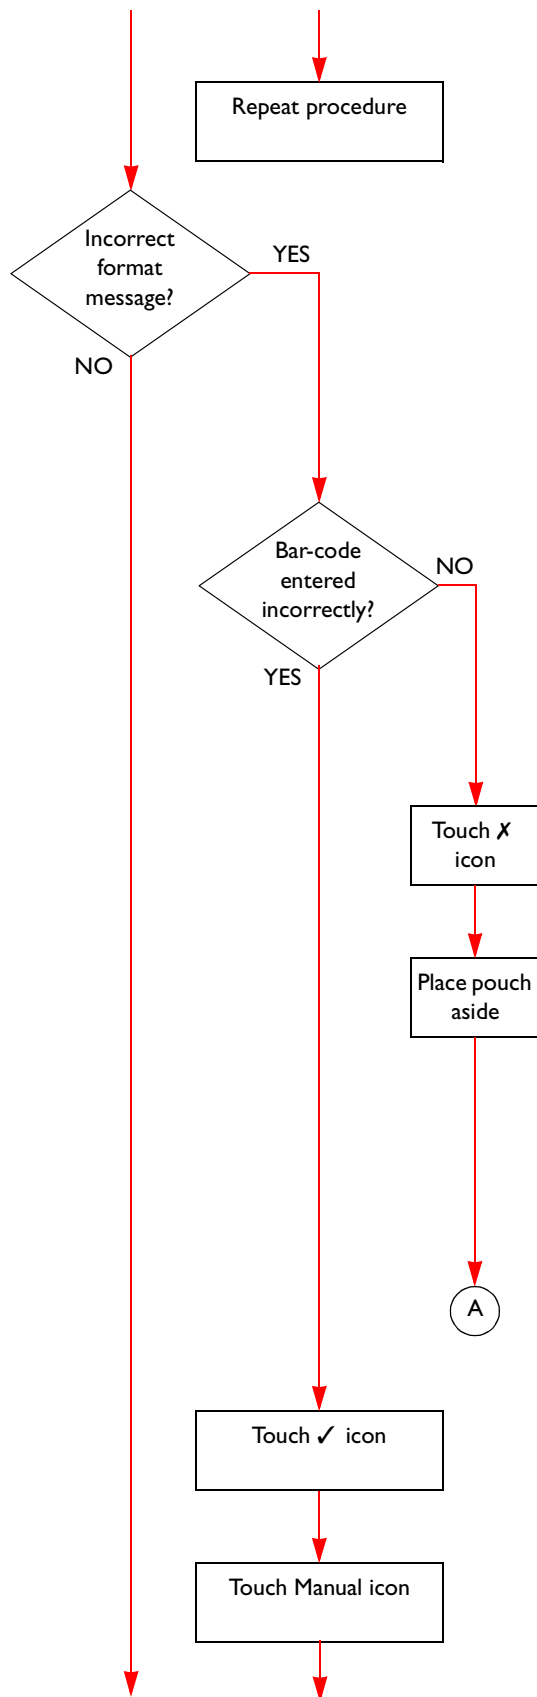 Repeat procedure
Incorrect
format
message?
YES
NO
Bar-code
entered
incorrectly?
NO
YES
Touch ✗
icon
Place pouch
aside
A
Touch ✓ icon
Touch Manual icon